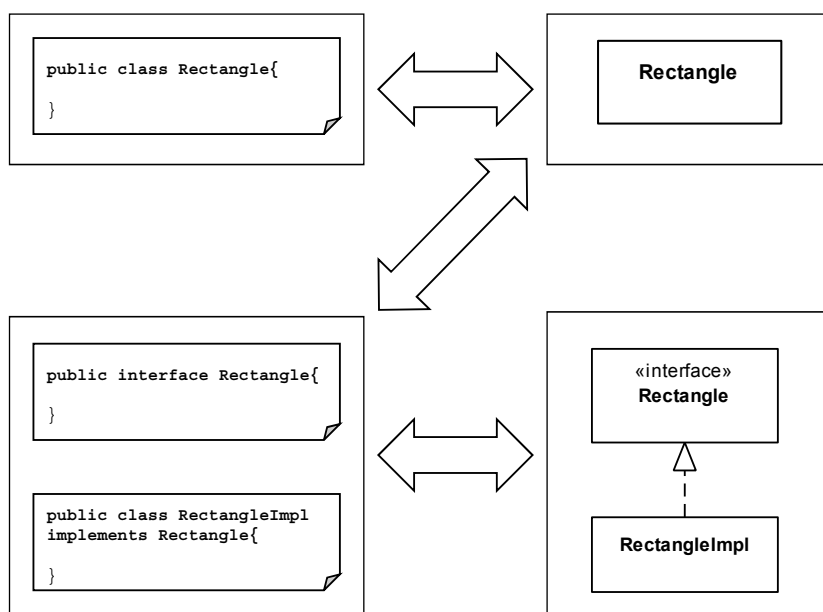 public class Rectangle{
}
Rectangle
public interface Rectangle{
}
public class RectangleImpl
implements Rectangle{
}
«interface»
Rectangle
RectangleImpl